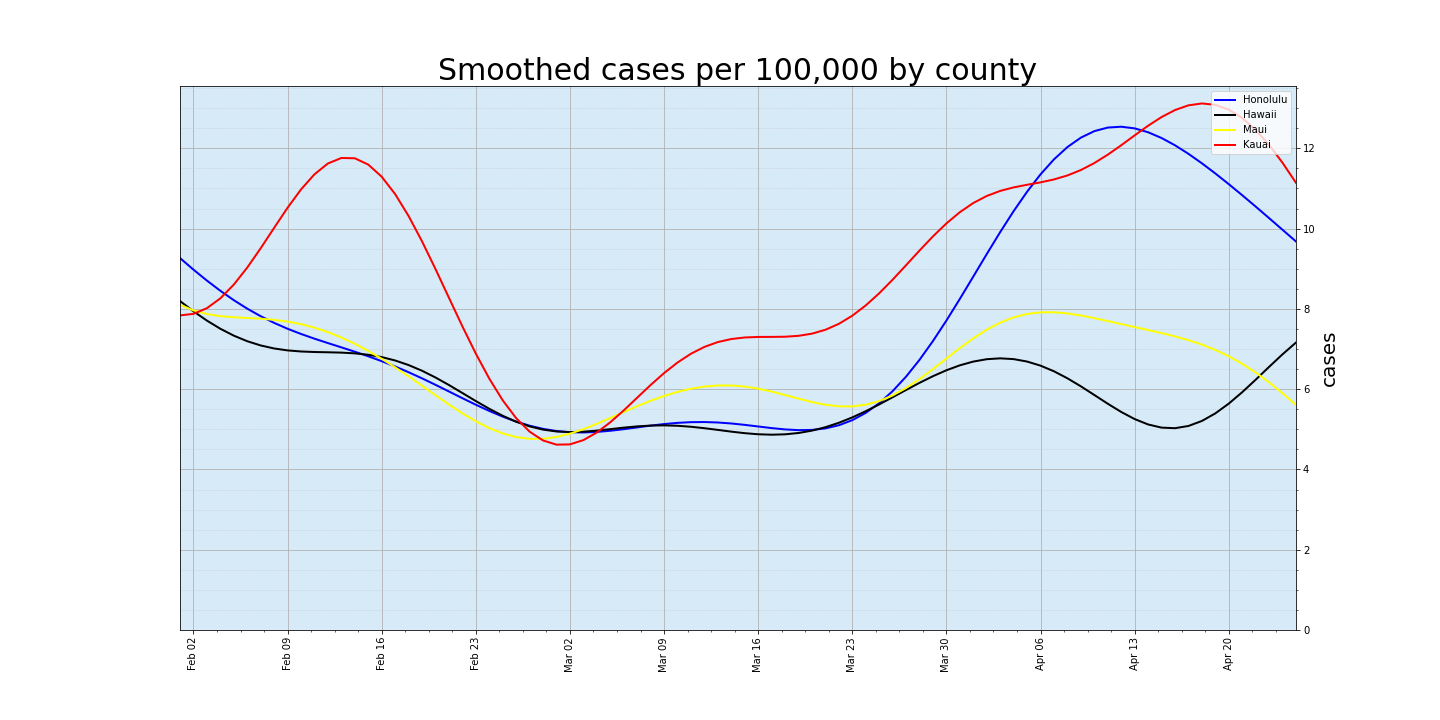 Smoothed cases per 100,000 by county
Honolulu
Hawaii
Maui
Kauai
12
10
8
6
4
2
0
cases
Feb 02
Feb 09
Feb 16
Feb 23
Mar 02
Mar 09
Mar 16
Mar 23
Mar 30
Apr 06
Apr 13
Apr 20